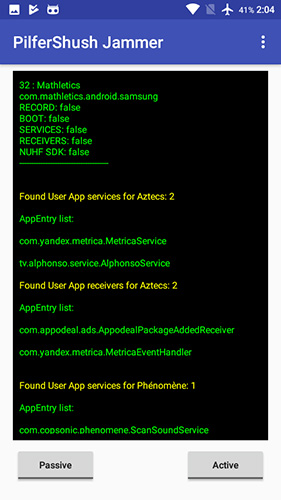 41% 2:04
PilferShush Jammer
32 : Mathletics
com.mathletics.android.samsung
RECORD: false
BOOT: false
SERVICES: false
RECEIVERS: false
NUHF SDK: false
Found User App services for Aztecs: 2
AppEntry list:
com.yandex.metrica.MetricaService
tv.alphonso.service.AlphonsoService
Found User App receivers for Aztecs: 2
AppEntry list:
com.appodeal.ads.AppodealPackageAddedReceiver
com.yandex.metrica.MetricaEventHandler
Found User App services for Phénomène: 1
AppEntry list:
com.copsonic.phenomene.ScanSoundService
Passive Active